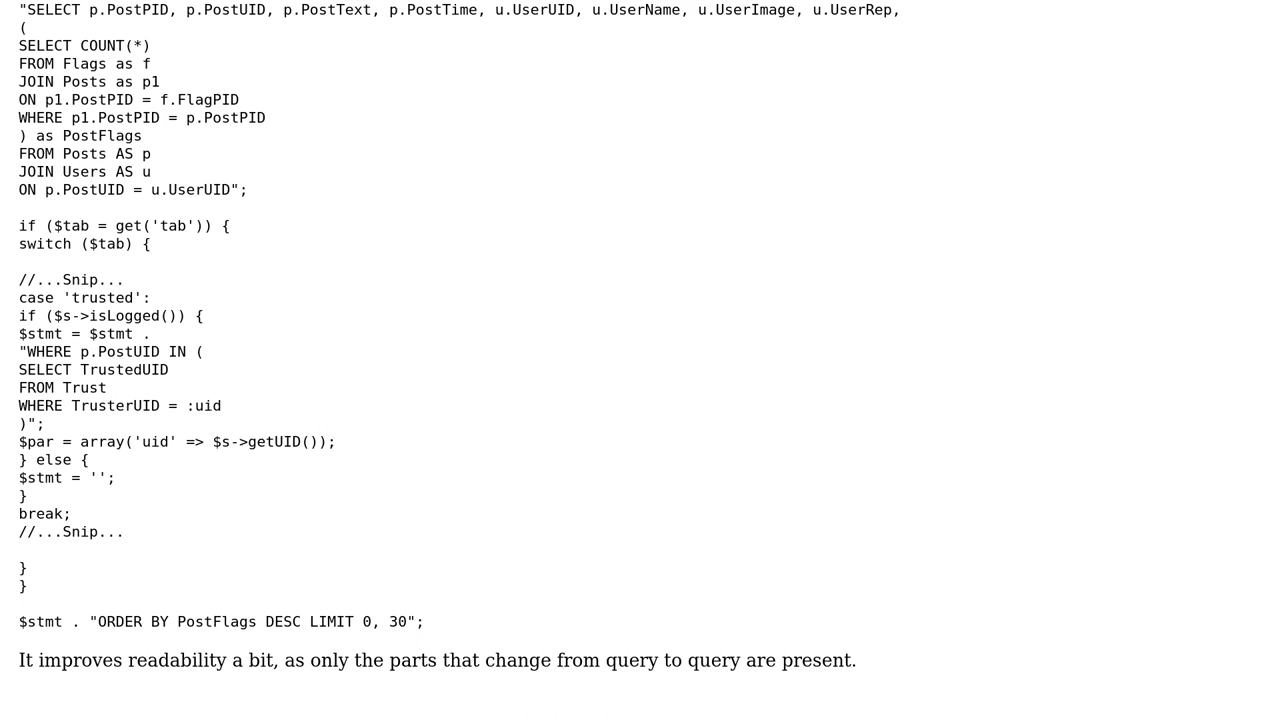 "SELECT p.PostPID, p.PostUID, p.PostText, p.PostTime, u.UserUID, u.UserName, u.UserImage, u.UserRep,
(
SELECT COUNT(*)
FROM Flags as f
JOIN Posts as p1
ON p1.PostPID = f.FlagPID
WHERE p1.PostPID = p.PostPID
) as PostFlags
FROM Posts AS p
JOIN Users AS u
ON p.PostUID = u.UserUID";

if ($tab = get('tab')) {
switch ($tab) {

//...Snip...
case 'trusted':
if ($s->isLogged()) {
$stmt = $stmt .
"WHERE p.PostUID IN (
SELECT TrustedUID
FROM Trust
WHERE TrusterUID = :uid
)";
$par = array('uid' => $s->getUID());
} else {
$stmt = '';
}
break;
//...Snip...

}
}

$stmt . "ORDER BY PostFlags DESC LIMIT 0, 30";

It improves readability a bit, as only the parts that change from query to query are present.